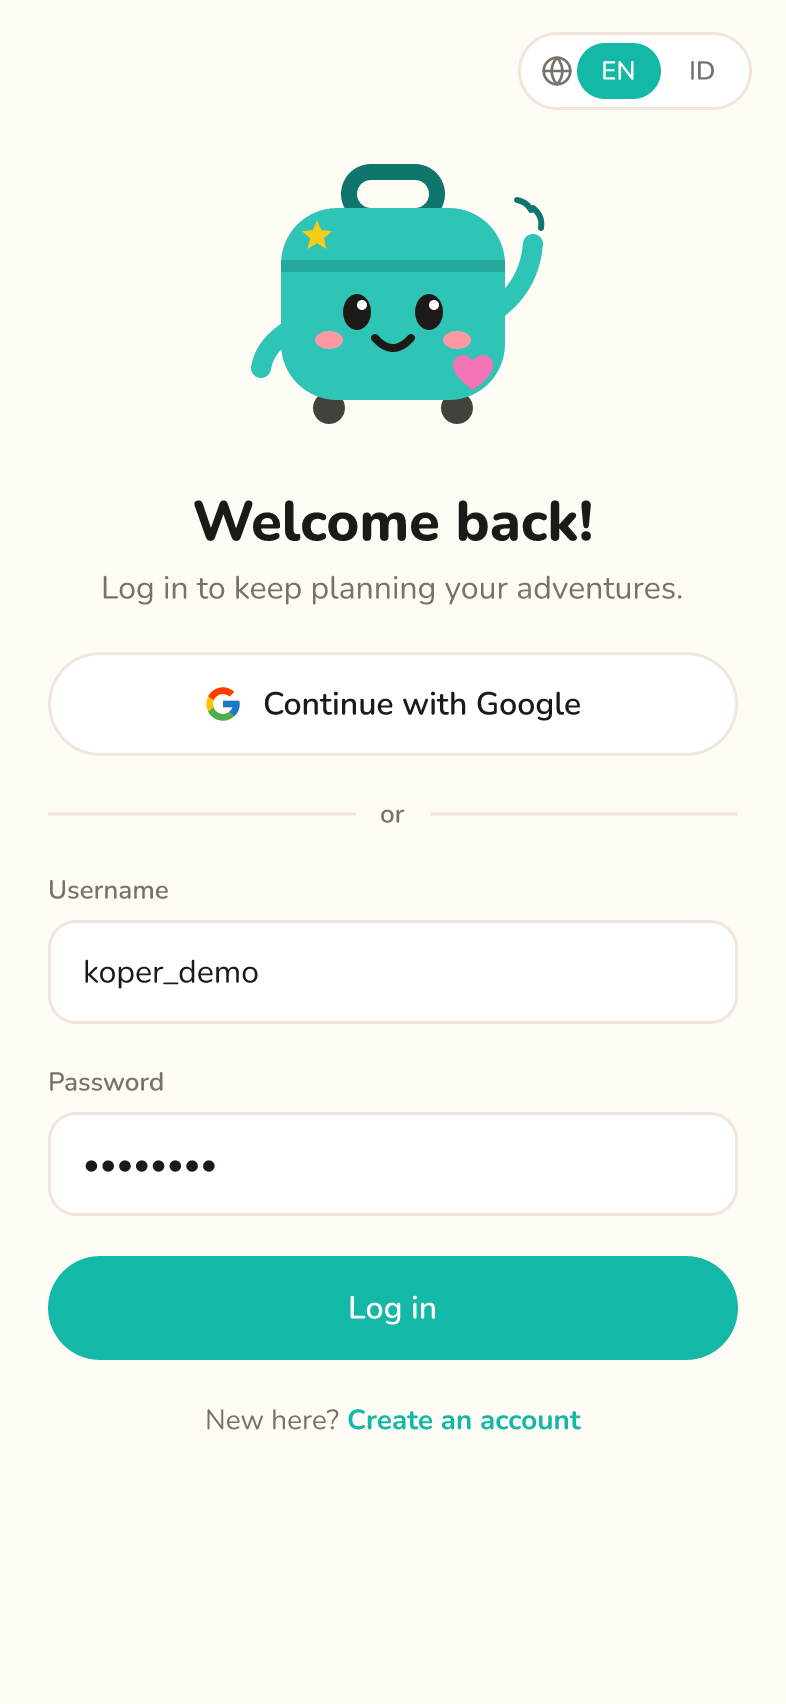 EN ID
Welcome back!
Log in to keep planning your adventures.
Continue with Google
or
Username
koper_demo
Password
••••••••
Log in
New here? Create an account